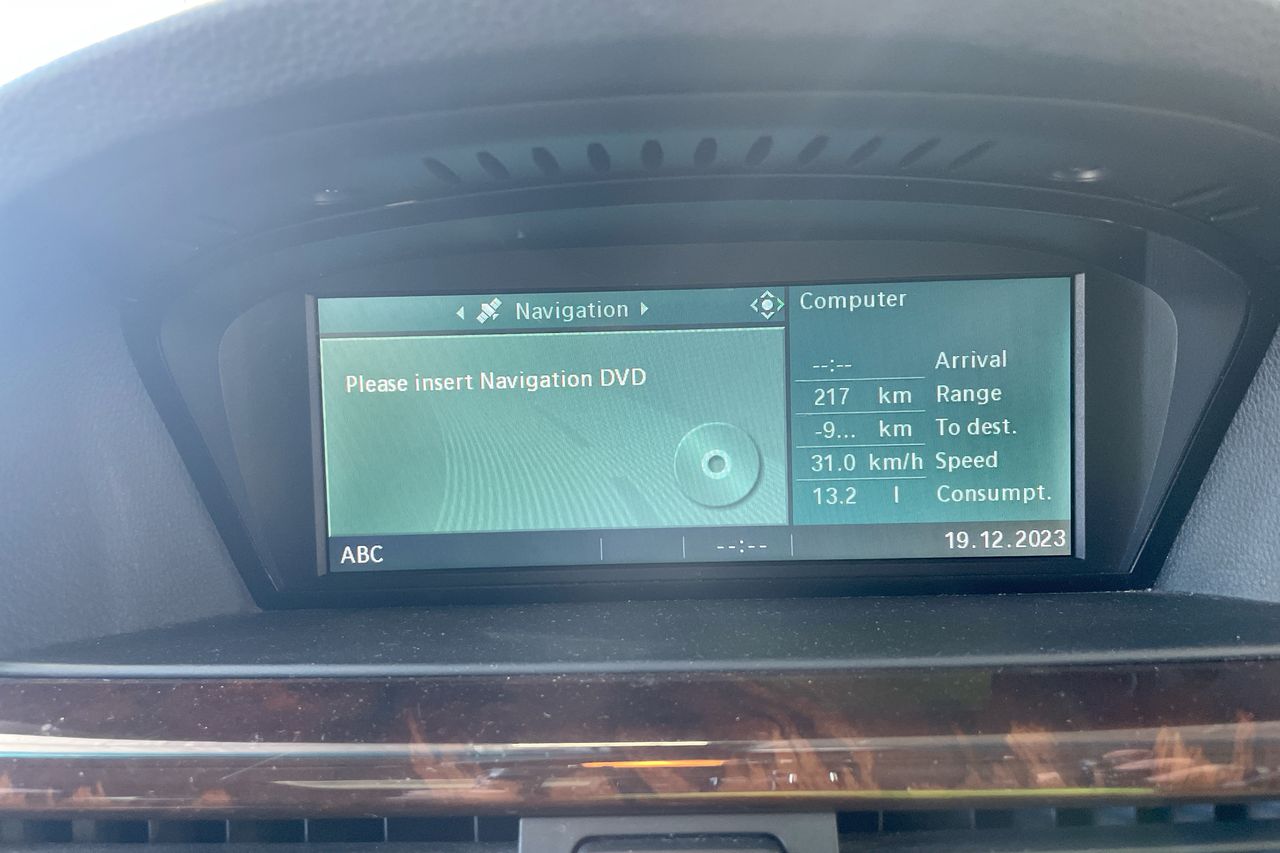 Navigation
Please insert Navigation DVD
ABC
--:--
Computer
--:-- Arrival
217 km Range
-9... km To dest.
31.0 km/h Speed
13.2 l Consumpt.
19.12.2023